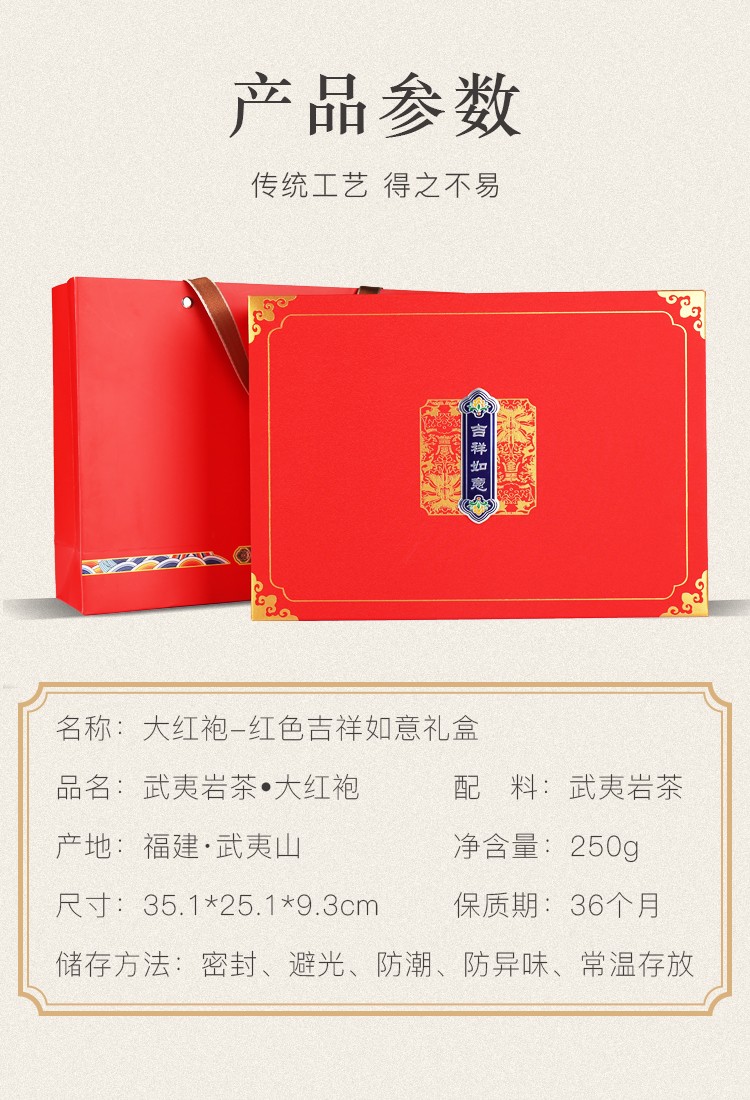 产品参数
传统工艺 得之不易
吉祥如意
名称：大红袍-红色吉祥如意礼盒
品名：武夷岩茶•大红袍 配 料：武夷岩茶
产地：福建·武夷山 净含量：250g
尺寸：35.1*25.1*9.3cm 保质期：36个月
储存方法：密封、避光、防潮、防异味、常温存放